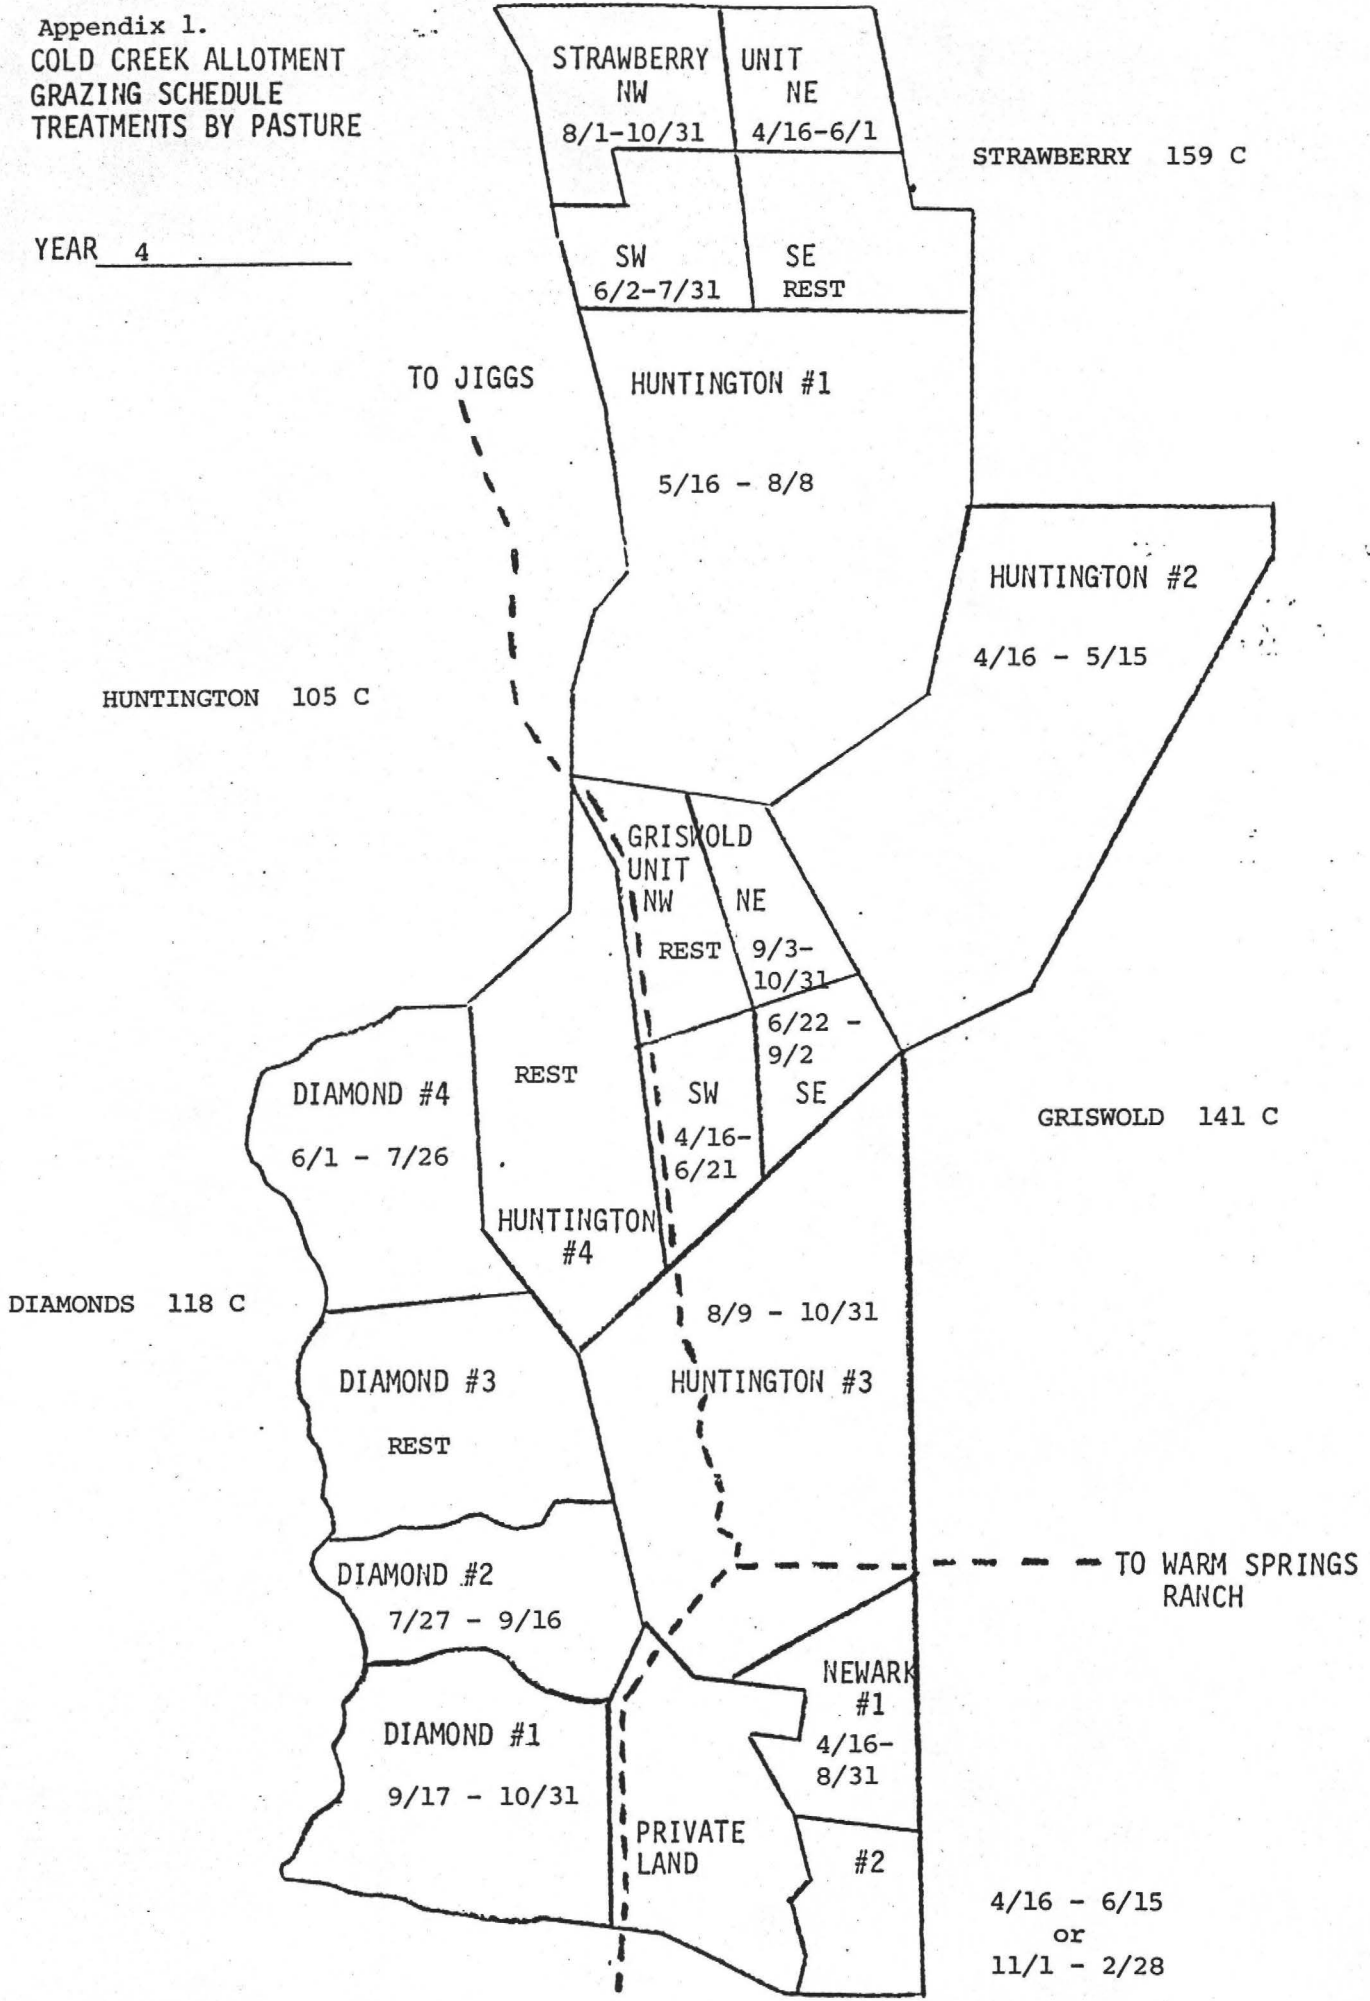 Appendix 1.
COLD CREEK ALLOTMENT
GRAZING SCHEDULE
TREATMENTS BY PASTURE
YEAR 4
STRAWBERRY UNIT
NW NE
8/1-10/31 4/16-6/1
STRAWBERRY 159 C
SW SE
6/2-7/31 REST
TO JIGGS
HUNTINGTON #1
5/16 - 8/8
HUNTINGTON #2
4/16 - 5/15
HUNTINGTON 105 C
GRISWOLD
UNIT
NW NE
REST 9/3-
10/31
6/22 -
9/2
SW SE
4/16-
6/21
GRISWOLD 141 C
REST
HUNTINGTON
#4
DIAMOND #4
6/1 - 7/26
DIAMONDS 118 C
8/9 - 10/31
HUNTINGTON #3
DIAMOND #3
REST
DIAMOND #2
7/27 - 9/16
TO WARM SPRINGS
RANCH
NEWARK
#1
4/16-
8/31
DIAMOND #1
9/17 - 10/31
PRIVATE
LAND
#2
4/16 - 6/15
or
11/1 - 2/28